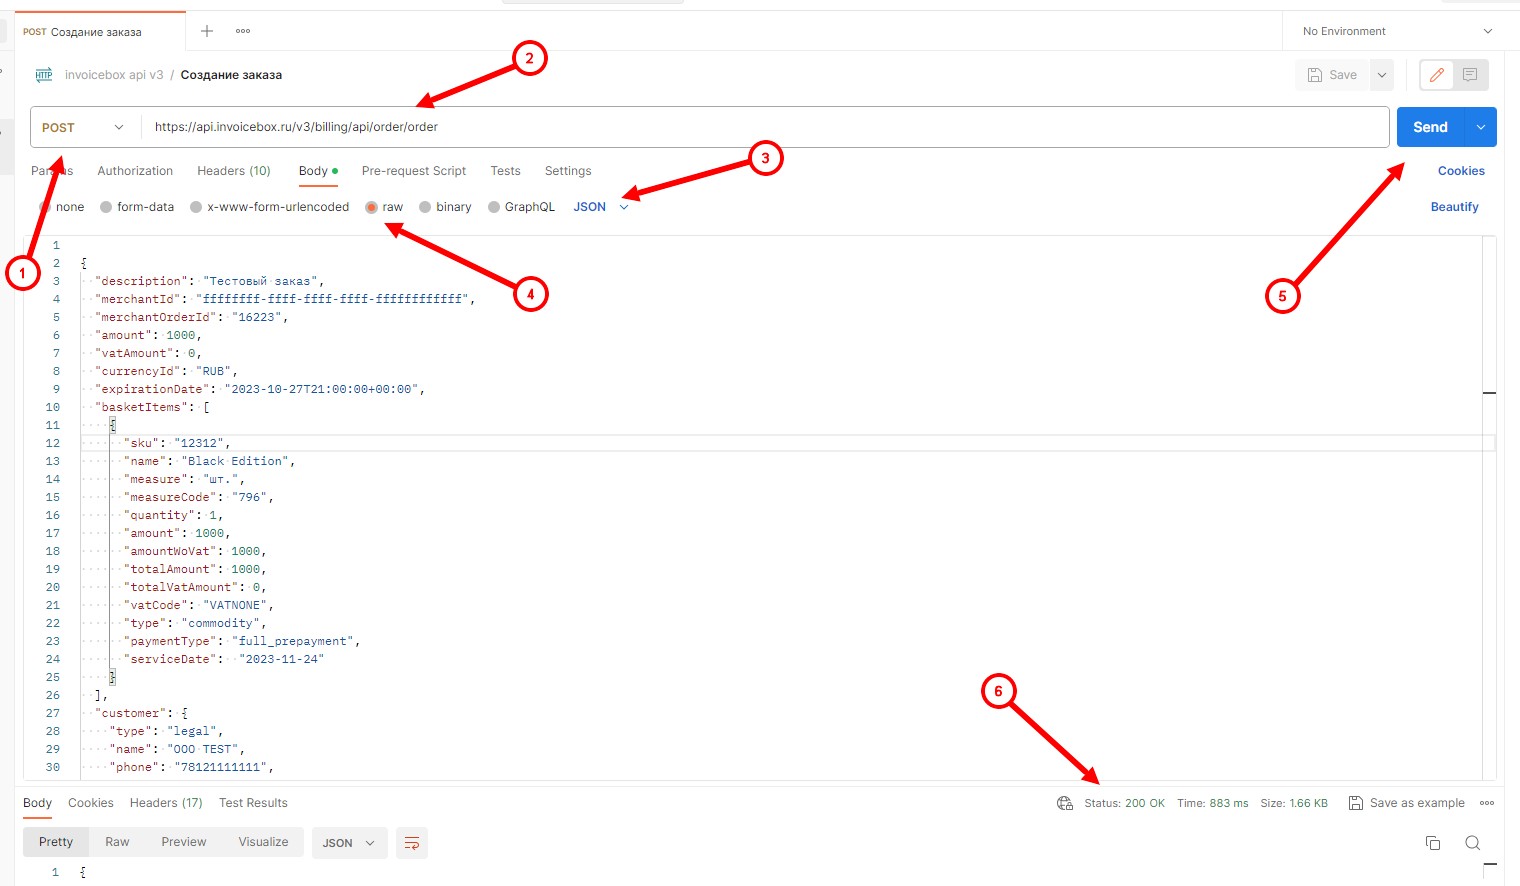 POST Создание заказа
No Environment
HTTP invoicebox api v3 / Создание заказа
Save
2
POST https://api.invoicebox.ru/v3/billing/api/order/order
Send
3
Params Authorization Headers (10) Body Pre-request Script Tests Settings
Cookies
none form-data x-www-form-urlencoded raw binary GraphQL JSON
Beautify
1
4
5
1
2 {
3 "description": "Тестовый заказ",
4 "merchantId": "ffffffff-ffff-ffff-ffff-ffffffffffff",
5 "merchantOrderId": "16223",
6 "amount": 1000,
7 "vatAmount": 0,
8 "currencyId": "RUB",
9 "expirationDate": "2023-10-27T21:00:00+00:00",
10 "basketItems": [
11 {
12 "sku": "12312",
13 "name": "Black Edition",
14 "measure": "шт.",
15 "measureCode": "796",
16 "quantity": 1,
17 "amount": 1000,
18 "amountWoVat": 1000,
19 "totalAmount": 1000,
20 "totalVatAmount": 0,
21 "vatCode": "VATNONE",
22 "type": "commodity",
23 "paymentType": "full_prepayment",
24 "serviceDate": "2023-11-24"
25 }
26 ],
27 "customer": {
28 "type": "legal",
29 "name": "ООО TEST",
30 "phone": "78121111111",
6
Body Cookies Headers (17) Test Results
Status: 200 OK Time: 883 ms Size: 1.66 KB Save as example
Pretty Raw Preview Visualize JSON
1 {